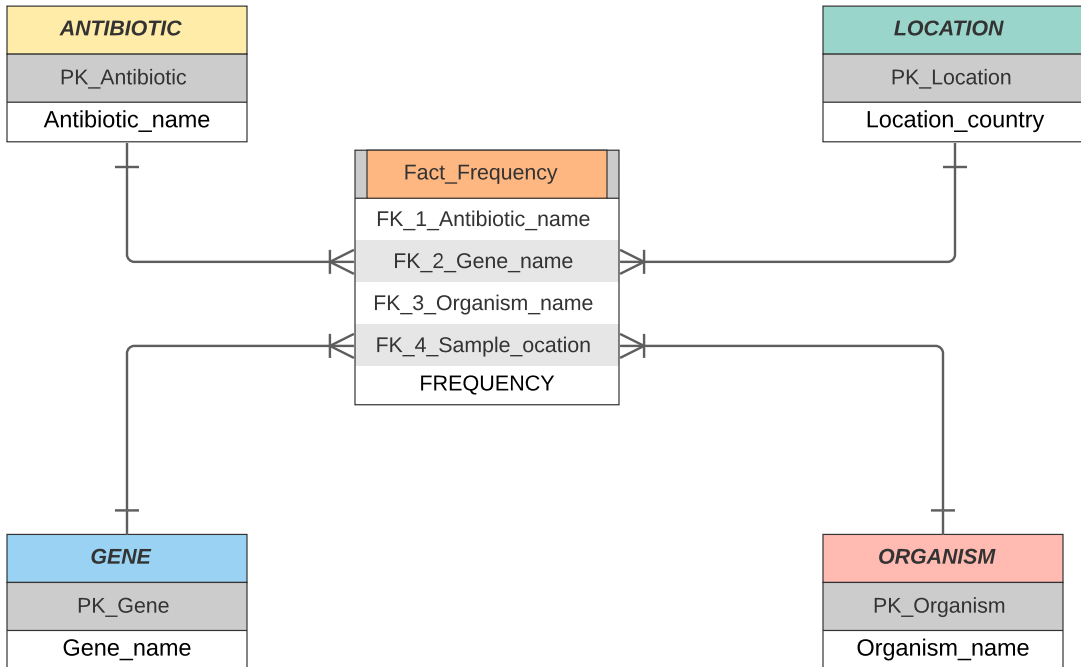 ANTIBIOTIC
PK_Antibiotic
Antibiotic_name
LOCATION
PK_Location
Location_country
Fact_Frequency
FK_1_Antibiotic_name
FK_2_Gene_name
FK_3_Organism_name
FK_4_Sample_ocation
FREQUENCY
GENE
PK_Gene
Gene_name
ORGANISM
PK_Organism
Organism_name